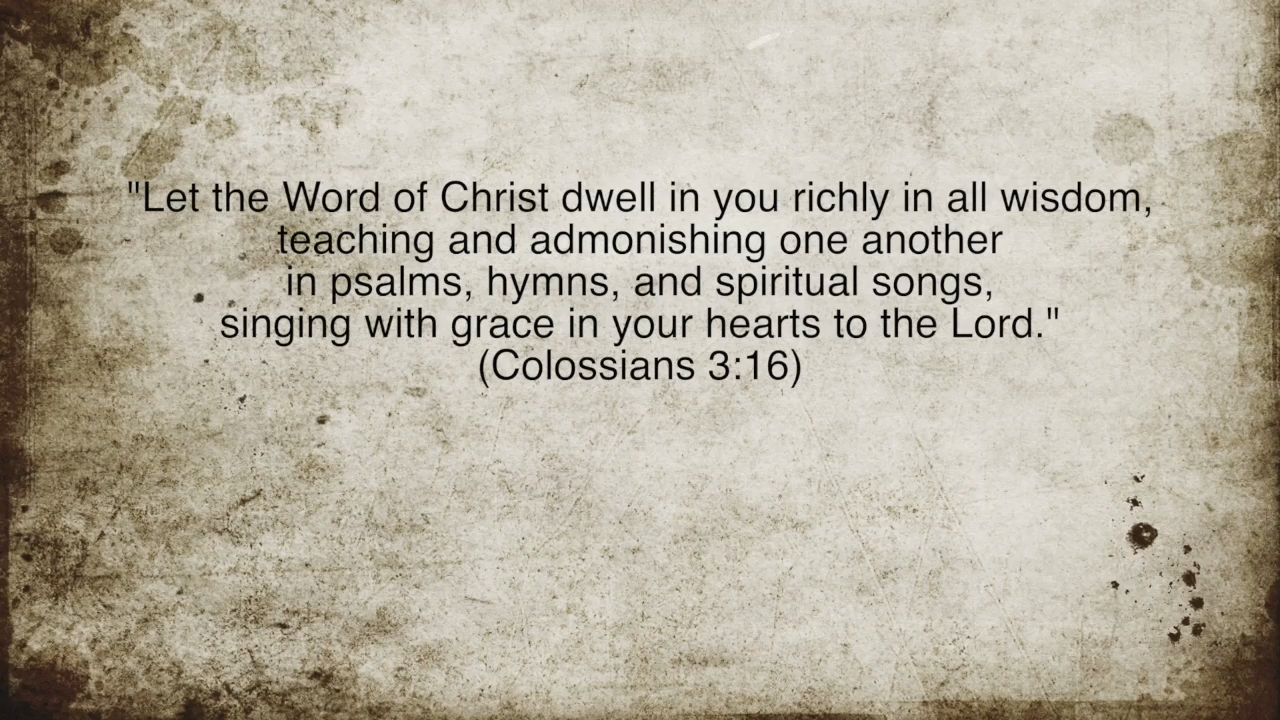 "Let the Word of Christ dwell in you richly in all wisdom,
teaching and admonishing one another
in psalms, hymns, and spiritual songs,
singing with grace in your hearts to the Lord."
(Colossians 3:16)